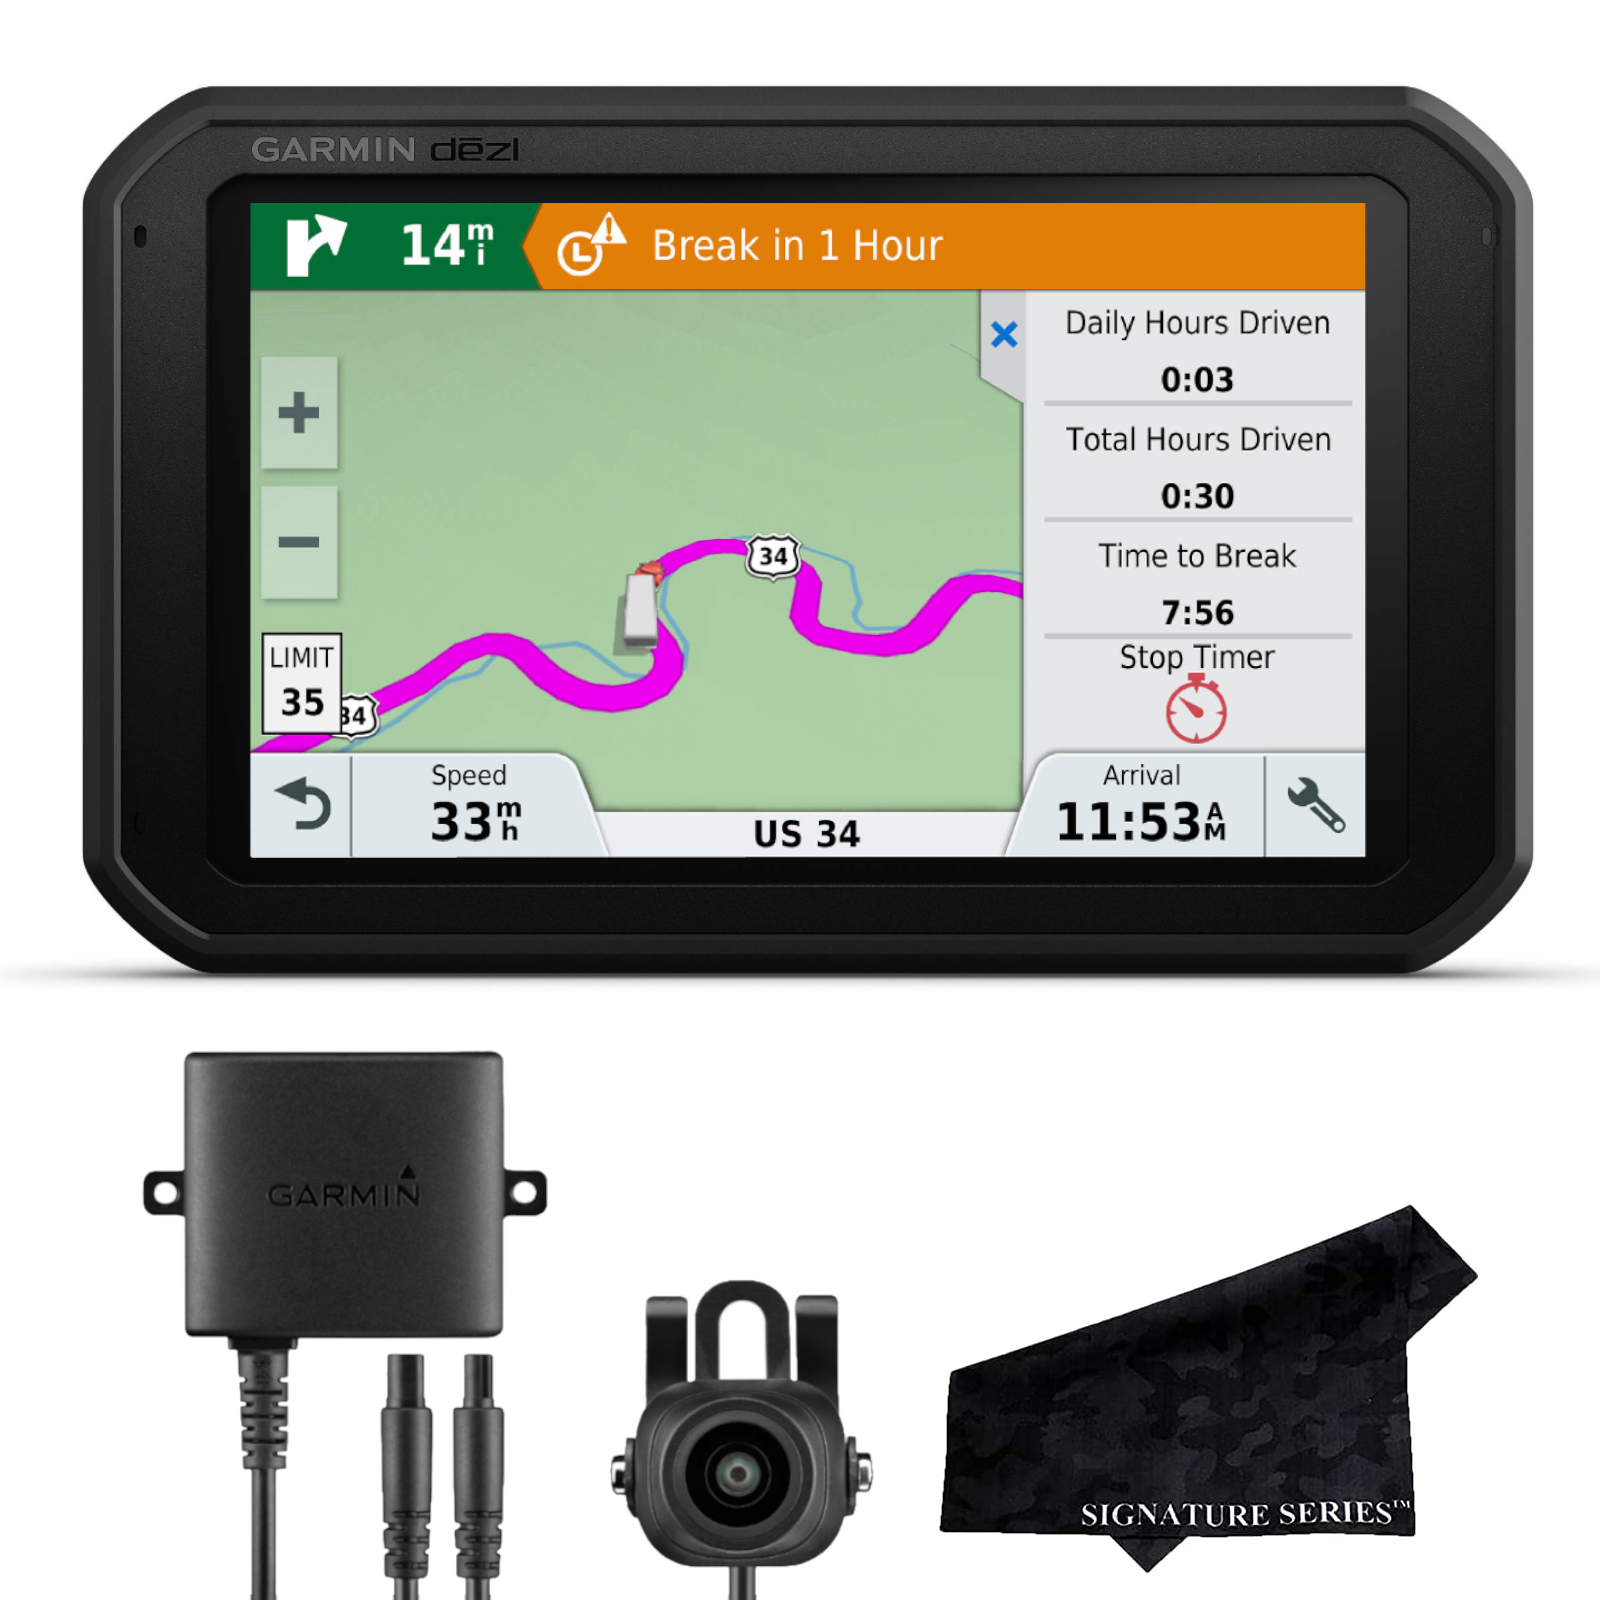 GARMIN dēzl
14 mi
Break in 1 Hour
Daily Hours Driven
0:03
Total Hours Driven
0:30
Time to Break
7:56
Stop Timer
34
LIMIT
35
34
Speed
33 mh
US 34
Arrival
11:53 AM
GARMIN
SIGNATURE SERIES™